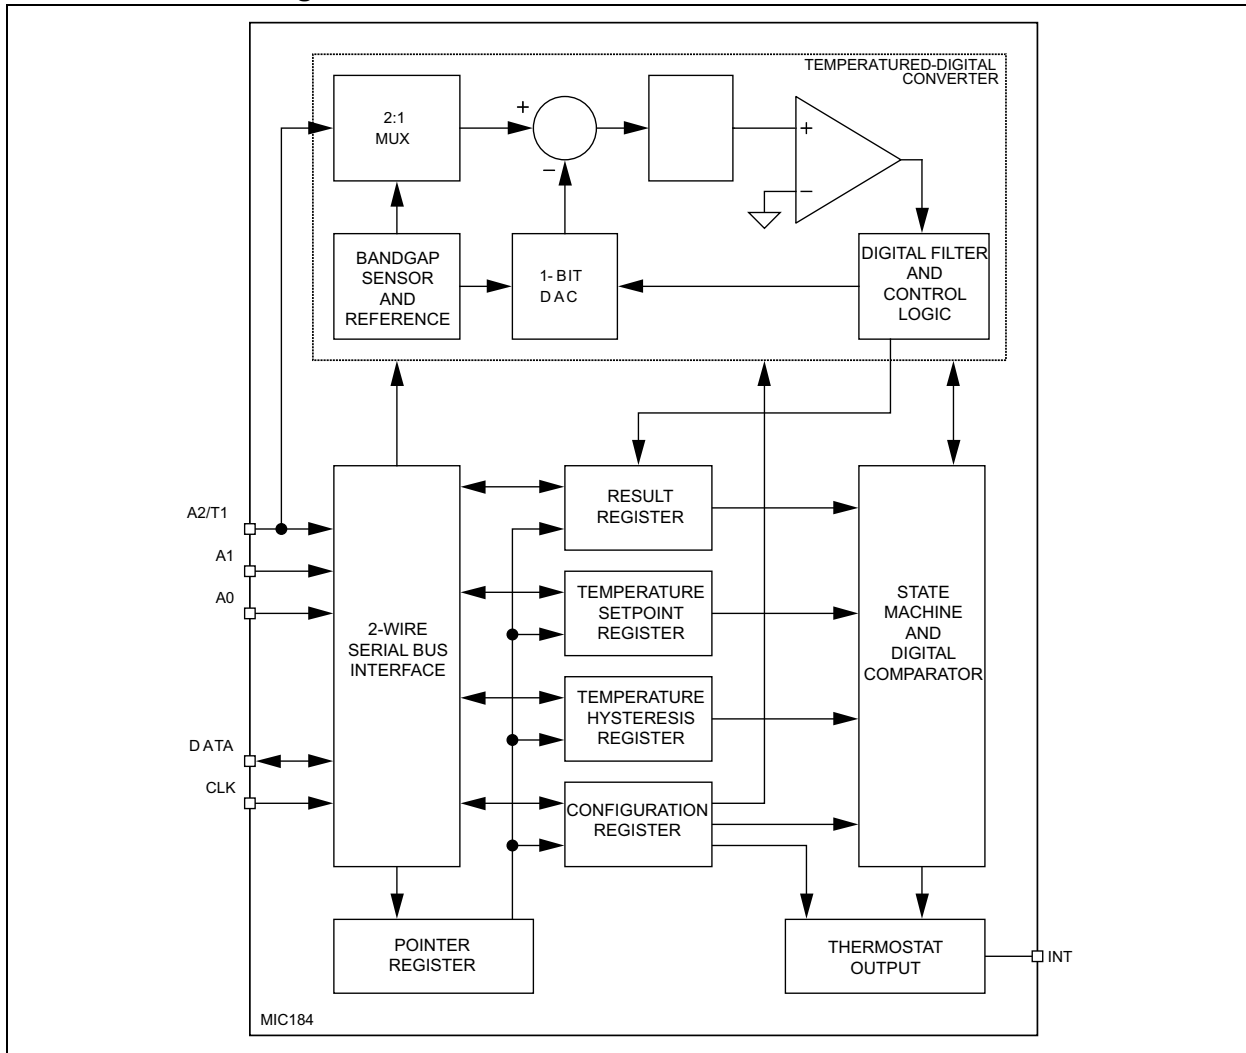 TEMPERATURED-DIGITAL
CONVERTER
2:1
MUX
+
−
+
−
BANDGAP
SENSOR
AND
REFERENCE
1-BIT
DAC
DIGITAL FILTER
AND
CONTROL
LOGIC
A2/T1
A1
A0
DATA
CLK
2-WIRE
SERIAL BUS
INTERFACE
RESULT
REGISTER
TEMPERATURE
SETPOINT
REGISTER
TEMPERATURE
HYSTERESIS
REGISTER
CONFIGURATION
REGISTER
STATE
MACHINE
AND
DIGITAL
COMPARATOR
POINTER
REGISTER
THERMOSTAT
OUTPUT
INT
MIC184